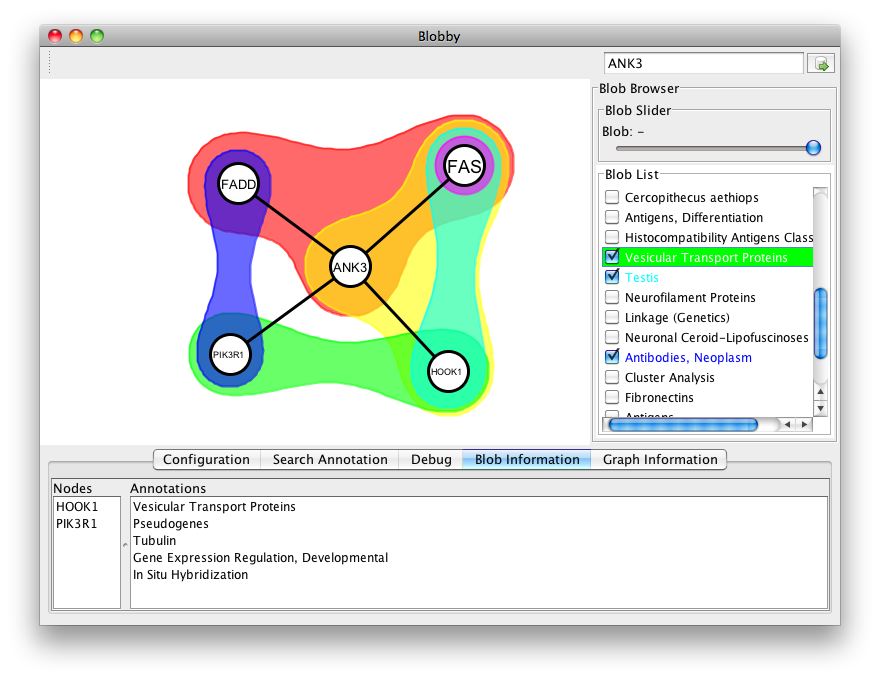 Blobby
ANK3
Blob Browser
Blob Slider
Blob: -
Blob List
Cercopithecus aethiops
Antigens, Differentiation
Histocompatibility Antigens Class
Vesicular Transport Proteins
Testis
Neurofilament Proteins
Linkage (Genetics)
Neuronal Ceroid-Lipofuscinoses
Antibodies, Neoplasm
Cluster Analysis
Fibronectins
Antigens
FADD
FAS
ANK3
PIK3R1
HOOK1
Configuration
Search Annotation
Debug
Blob Information
Graph Information
Nodes
HOOK1
PIK3R1
Annotations
Vesicular Transport Proteins
Pseudogenes
Tubulin
Gene Expression Regulation, Developmental
In Situ Hybridization